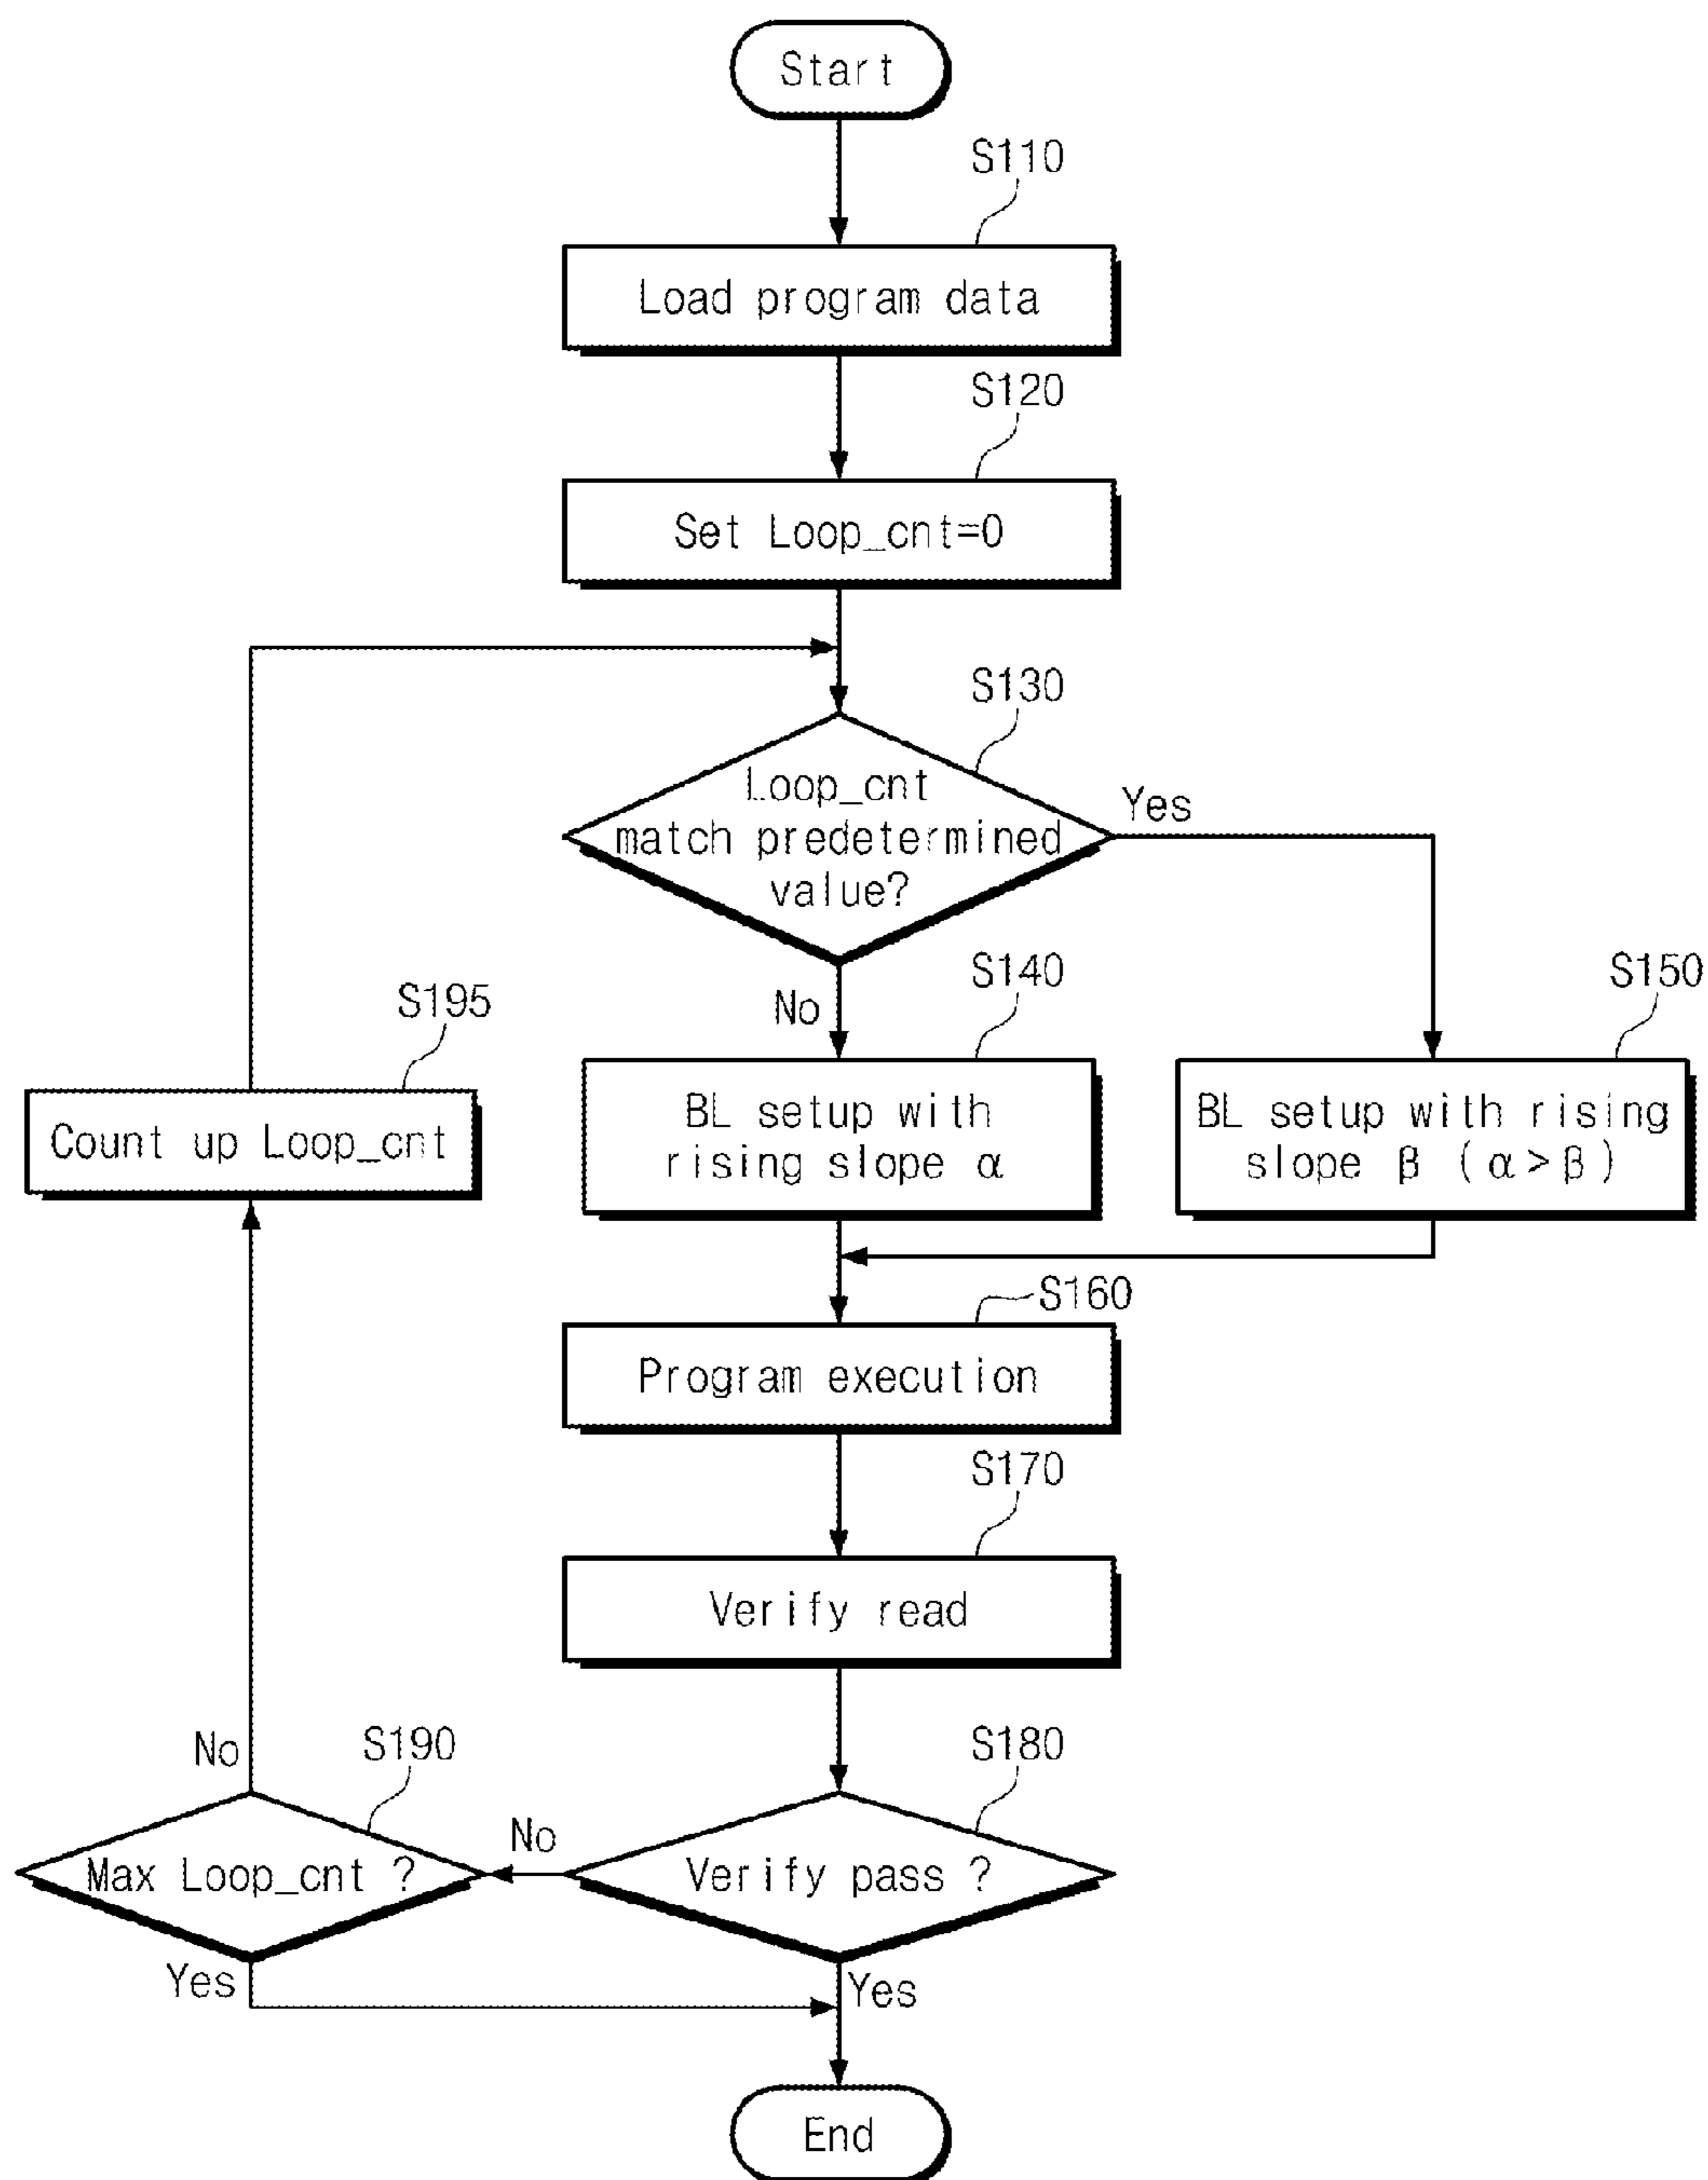 Start
S110
Load program data
S120
Set Loop_cnt=0
S130
Loop_cnt
match predetermined
value?
Yes
No
S140
S150
S195
BL setup with
rising slope α
BL setup with rising
slope β (α>β)
Count up Loop_cnt
S160
Program execution
S170
Verify read
No
S190
S180
Max Loop_cnt ?
No
Verify pass ?
Yes
Yes
End